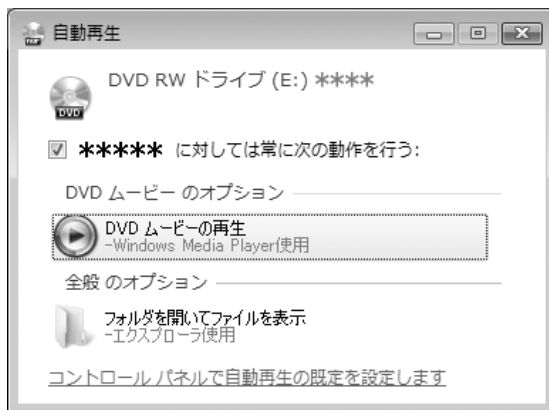 自動再生
DVD RW ドライブ (E:) ****
DVD
***** に対しては常に次の動作を行う:
DVD ムービー のオプション
DVD ムービーの再生
-Windows Media Player使用
全般 のオプション
フォルダを開いてファイルを表示
-エクスプローラ使用
コントロール パネルで自動再生の既定を設定します